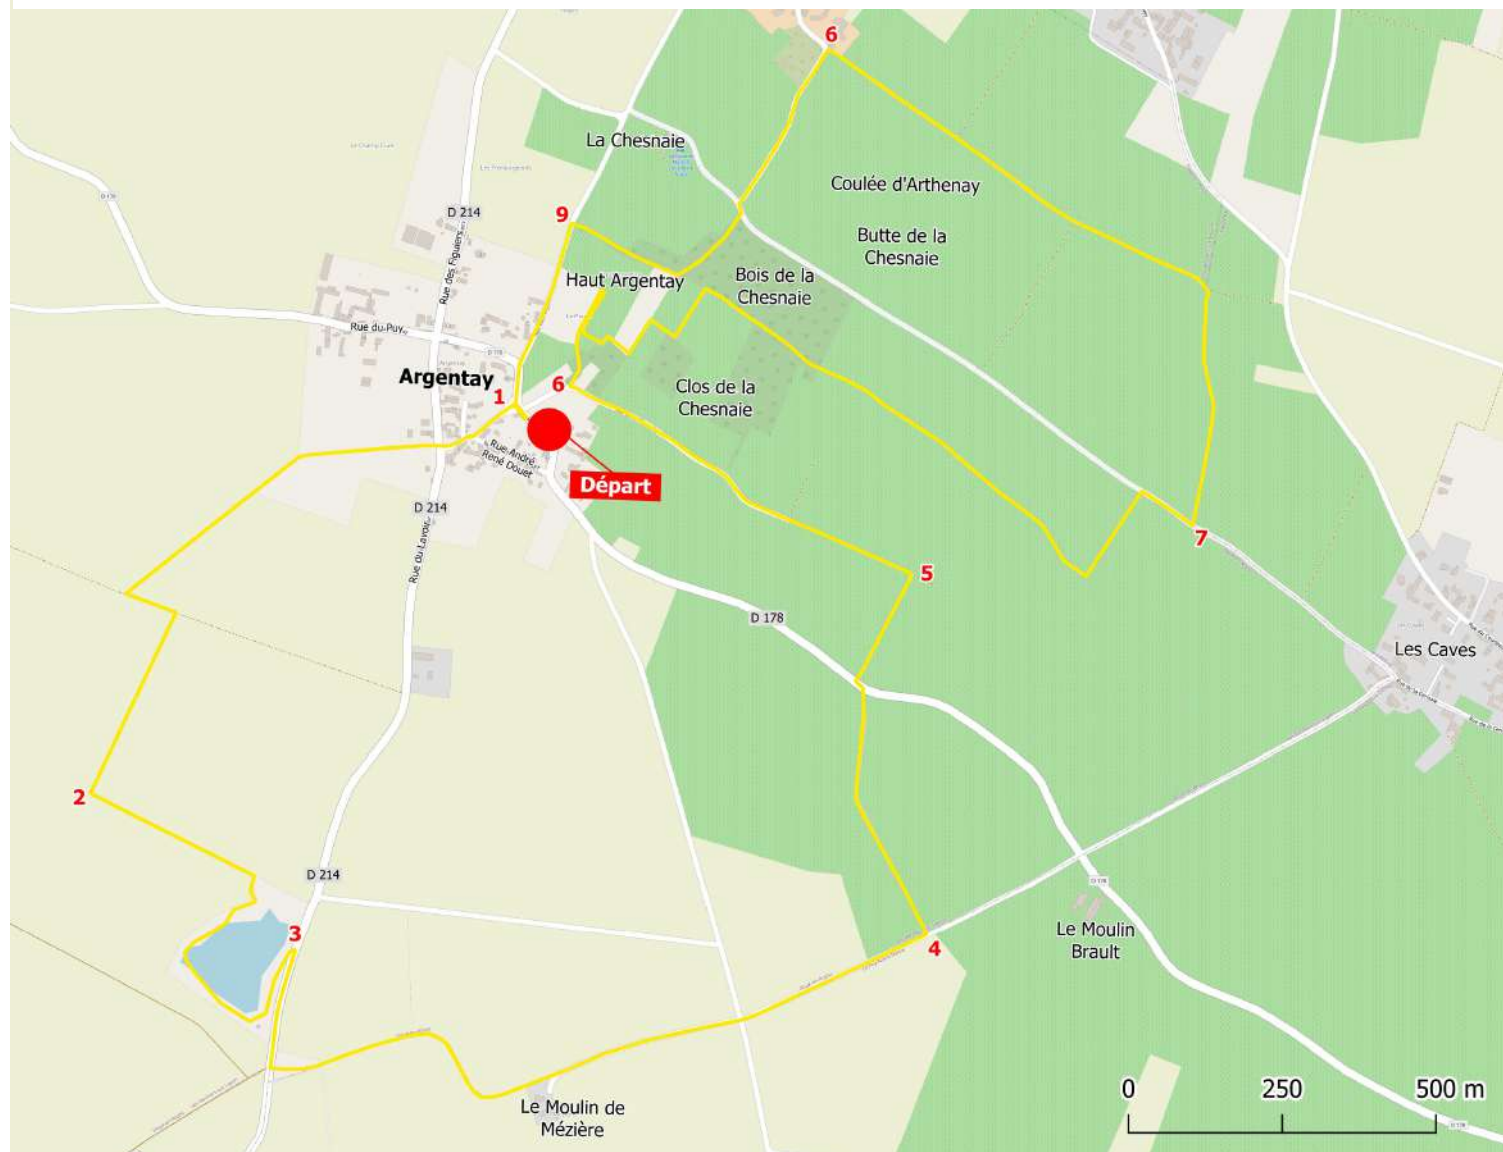 6
La Chesnaie
Coulée d'Arthenay
D 214
9
Rue des Figuiers
Butte de la
Chesnaie
Haut Argentay
Bois de la
Chesnaie
Rue du Puy
Argentay
1
6
Clos de la
Chesnaie
Rue André
René Douet
Départ
D 214
Rue du Lavoir
7
5
D 178
Les Caves
2
D 214
3
4
Le Moulin
Brault
Le Moulin de
Mézière
0 250 500 m